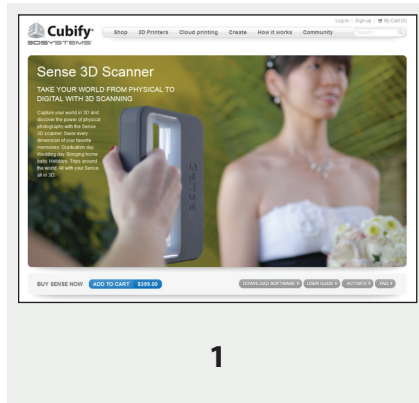 Log in | Sign up | My Cart (0)
Cubify
3DSYSTEMS
Shop 3D Printers Cloud printing Create How it works Community
Search
Sense 3D Scanner
TAKE YOUR WORLD FROM PHYSICAL TO
DIGITAL WITH 3D SCANNING
Capture your world in 3D and
discover the power of physical
photography with the Sense
3D scanner. Savor every
dimension of your favorite
memories: Graduation day.
Wedding day. Bringing home
baby. Holidays. Trips around
the world. All with your Sense,
all in 3D.
sense
BUY SENSE NOW ADD TO CART $399.00 DOWNLOAD SOFTWARE USER GUIDE ACTIVATE FAQ
1